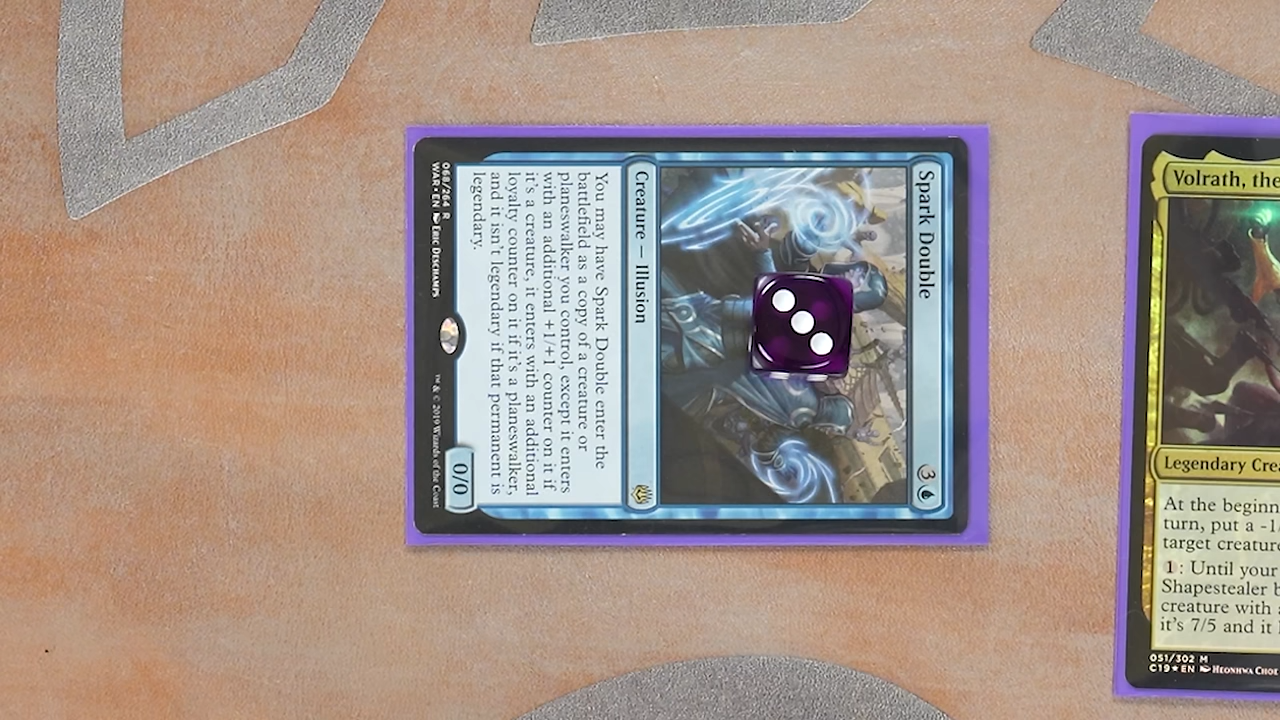 Spark Double
Creature — Illusion
You may have Spark Double enter the
battlefield as a copy of a creature or
planeswalker you control, except it enters
with an additional +1/+1 counter on it if
it's a creature, it enters with an additional
loyalty counter on it if it's a planeswalker,
and it isn't legendary if that permanent is
legendary.
0/0
068/264 R
WAR • EN Eric Deschamps
™ & © 2019 Wizards of the Coast
Volrath, the
Legendary Crea
At the beginn
turn, put a -1
target creature
1: Until your
Shapestealer b
creature with
it's 7/5 and it
051/302 M
C19★EN Heonhwa Choe